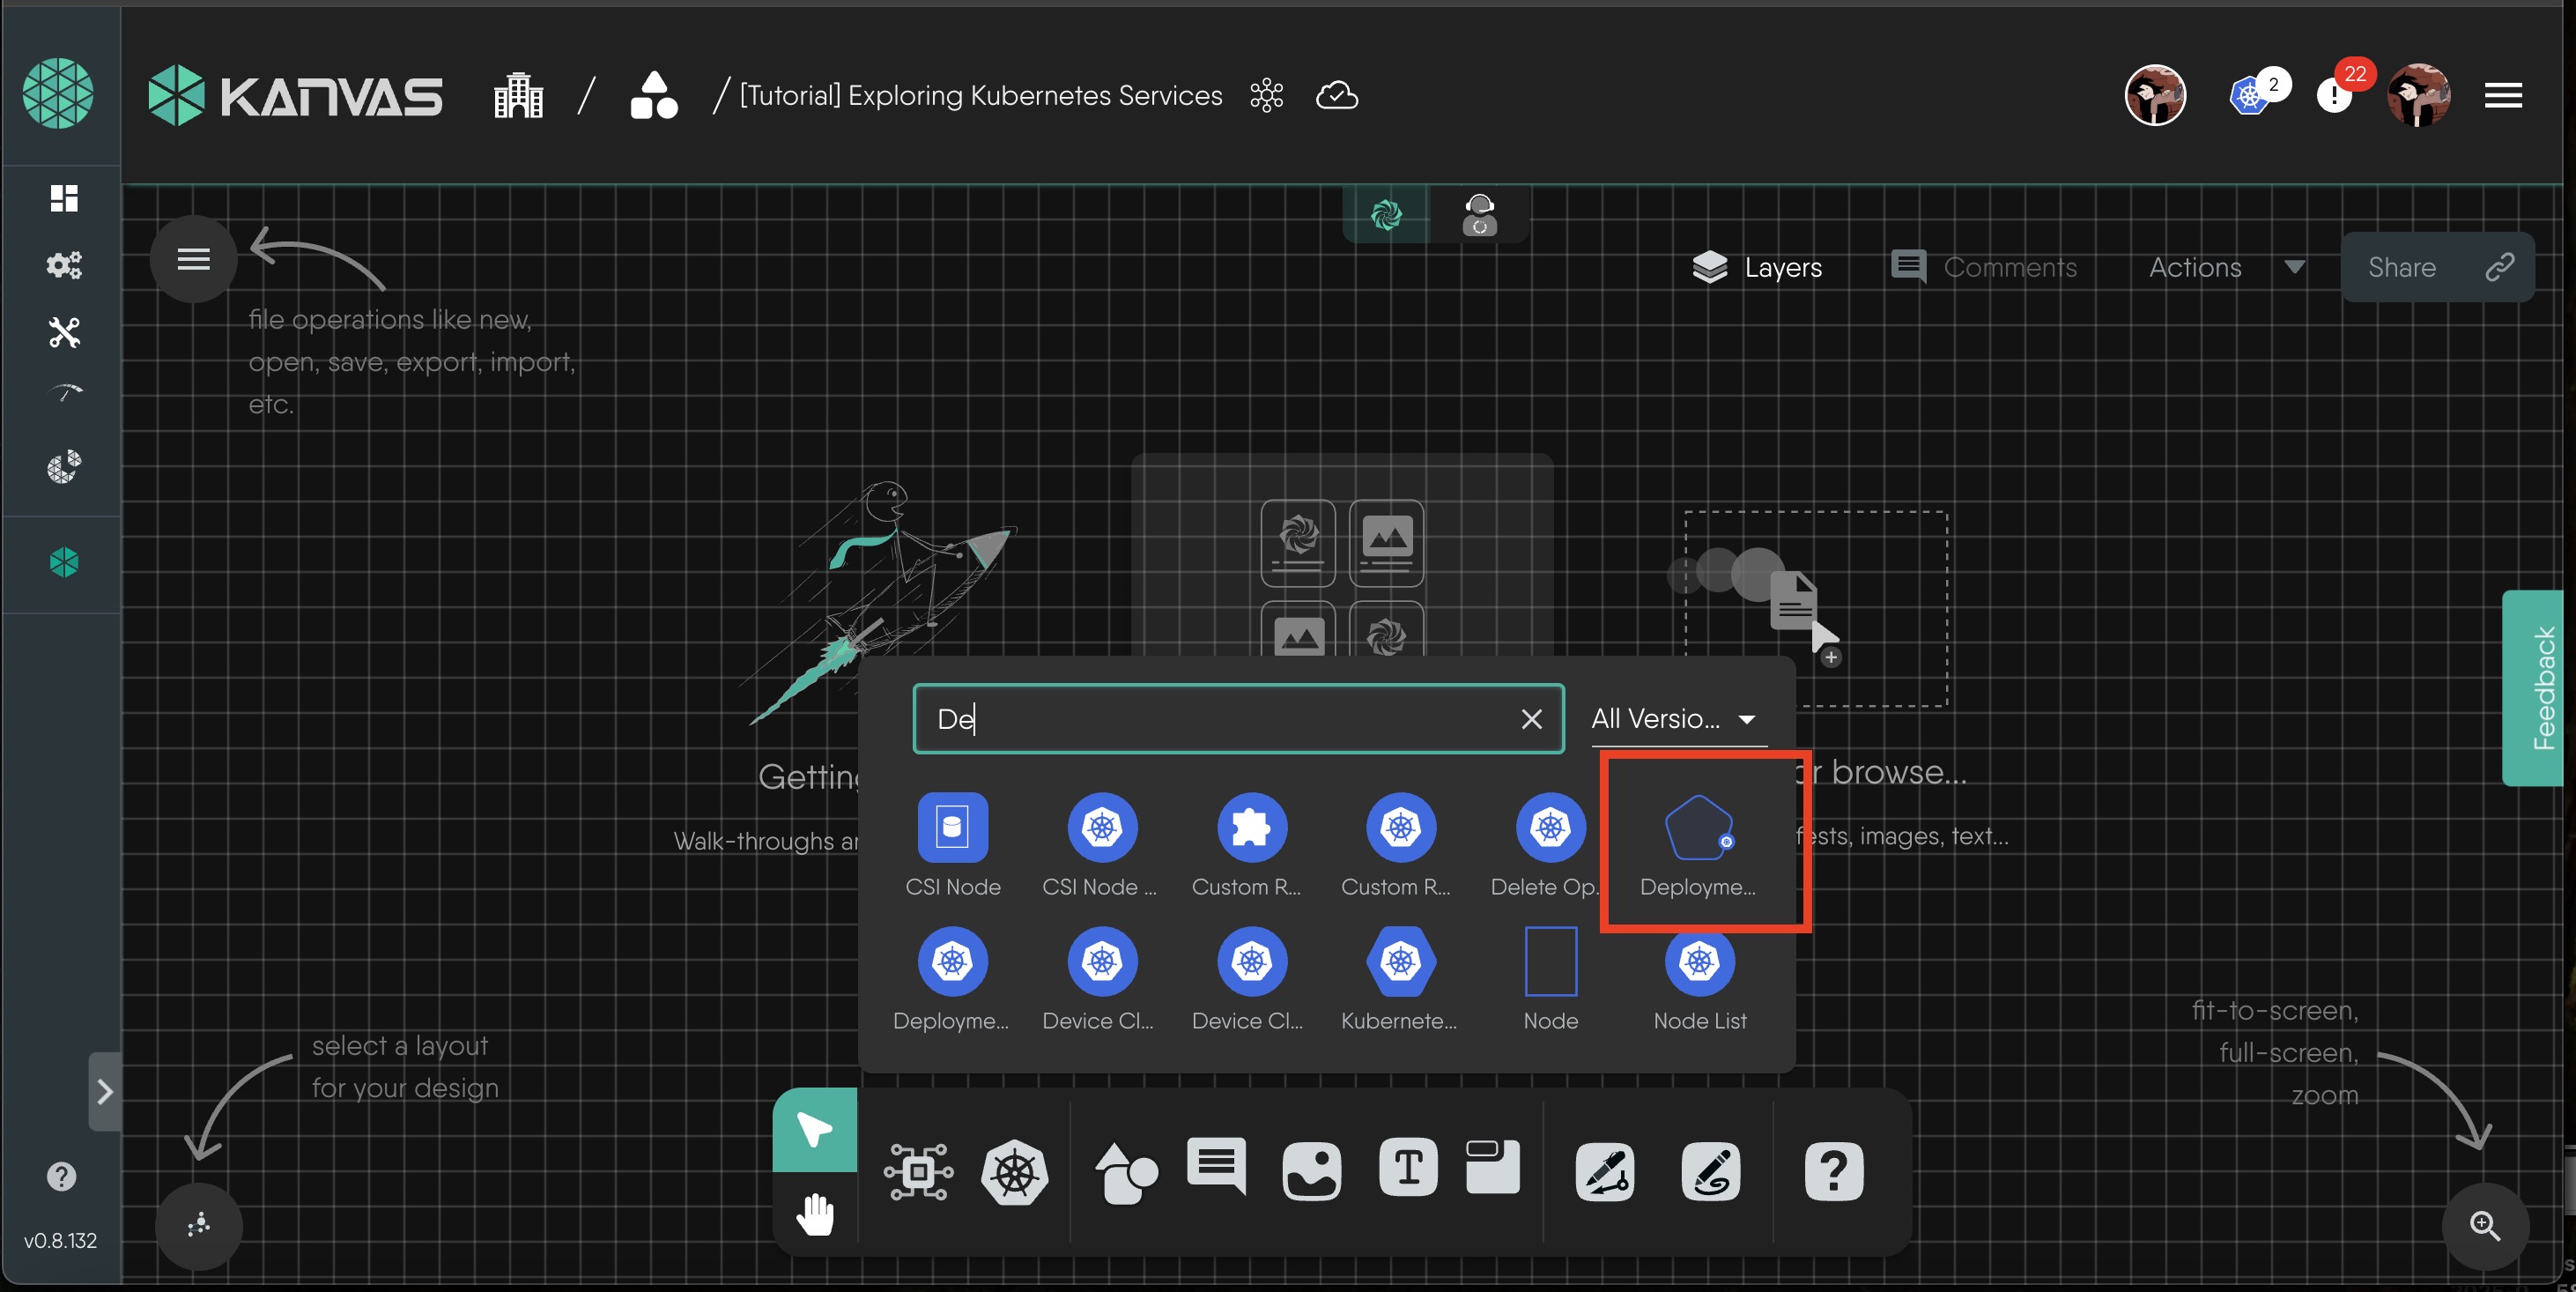 KANVAS
/ / [Tutorial] Exploring Kubernetes Services
2
22
Layers
Comments
Actions
Share
file operations like new,
open, save, export, import,
etc.
Feedback
De
All Versio...
Getting
or browse...
Walk-throughs
fests, images, text...
CSI Node
CSI Node ...
Custom R...
Custom R...
Delete Op.
Deployme...
Deployme...
Device Cl...
Device Cl...
Kubernete...
Node
Node List
select a layout
for your design
fit-to-screen,
full-screen,
zoom
T
?
?
v0.8.132